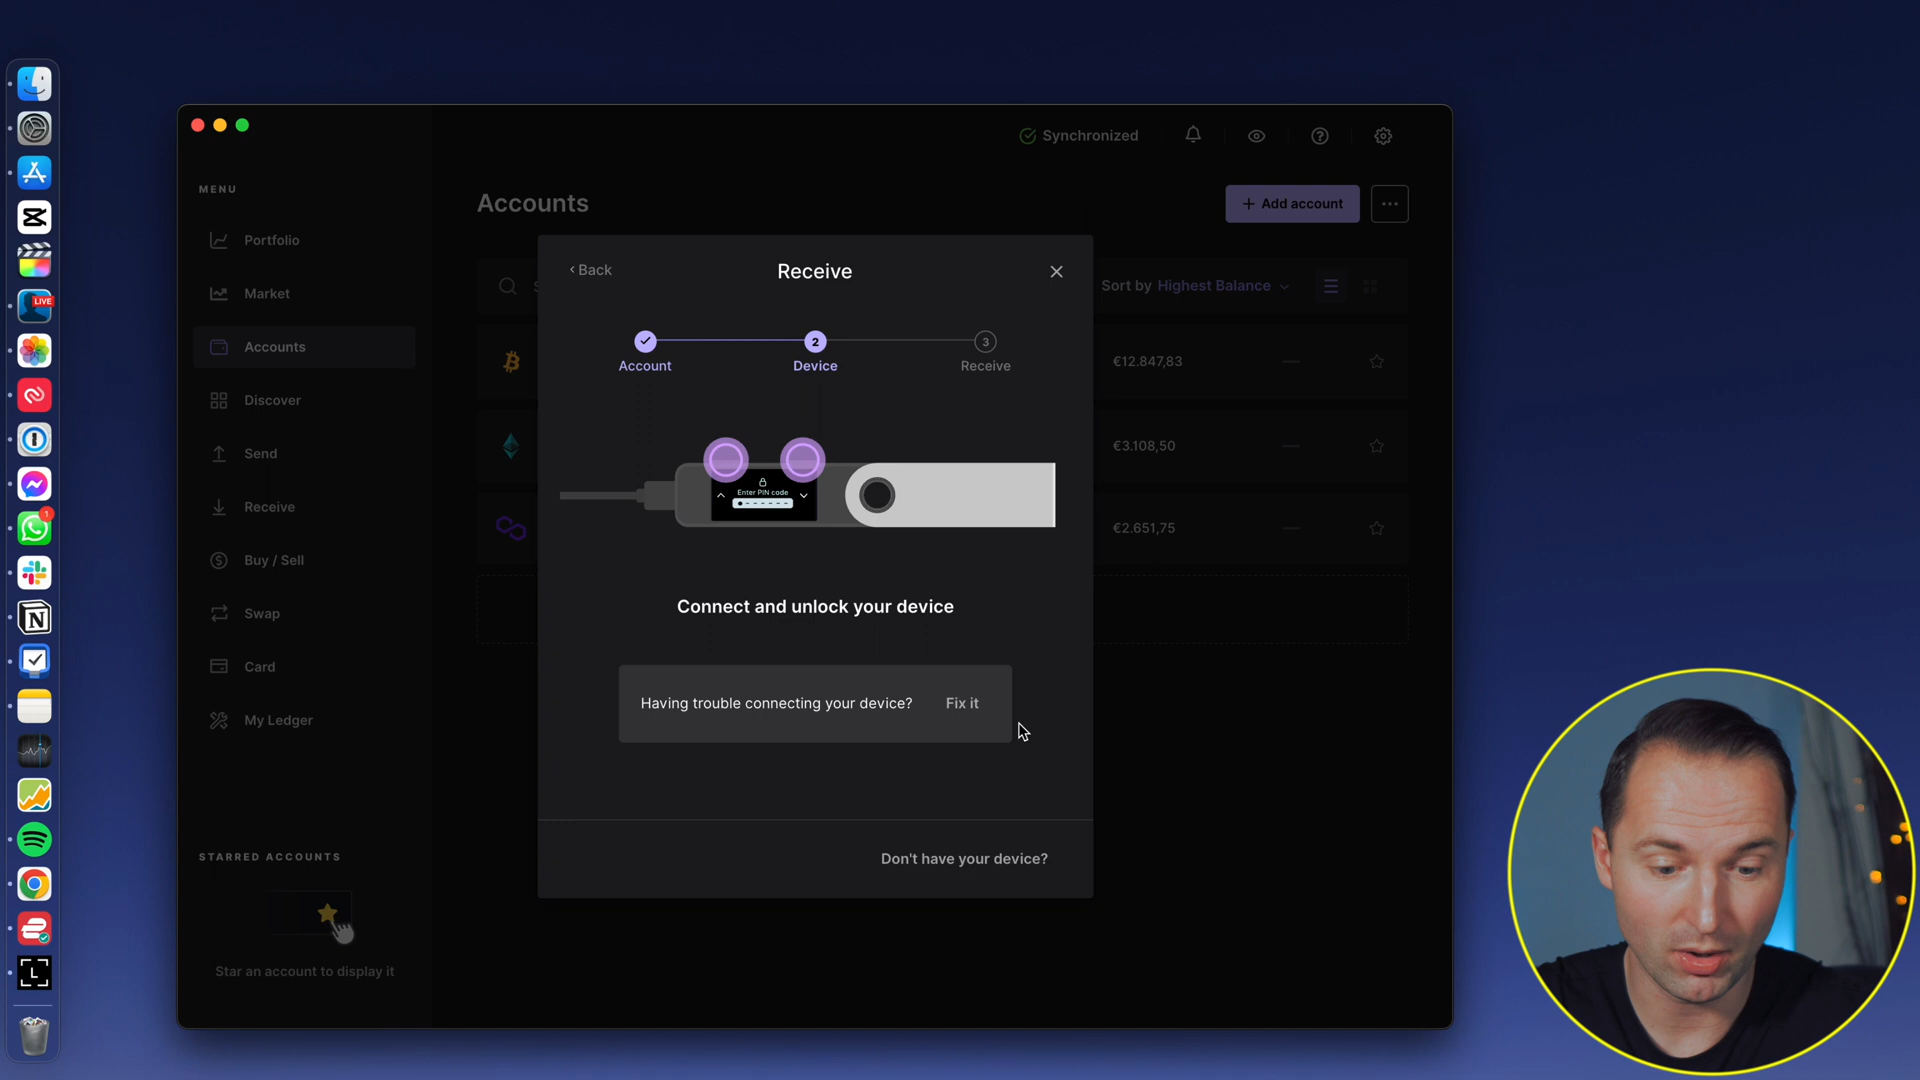 LIVE
1
L
MENU
Portfolio
Market
Accounts
Discover
Send
Receive
Buy / Sell
Swap
Card
My Ledger
STARRED ACCOUNTS
Star an account to display it
Synchronized
Accounts
+ Add account
Sort by Highest Balance
€12.847,83
€3.108,50
€2.651,75
Back
Receive
2
3
Account
Device
Receive
Enter PIN code
Connect and unlock your device
Having trouble connecting your device?
Fix it
Don't have your device?